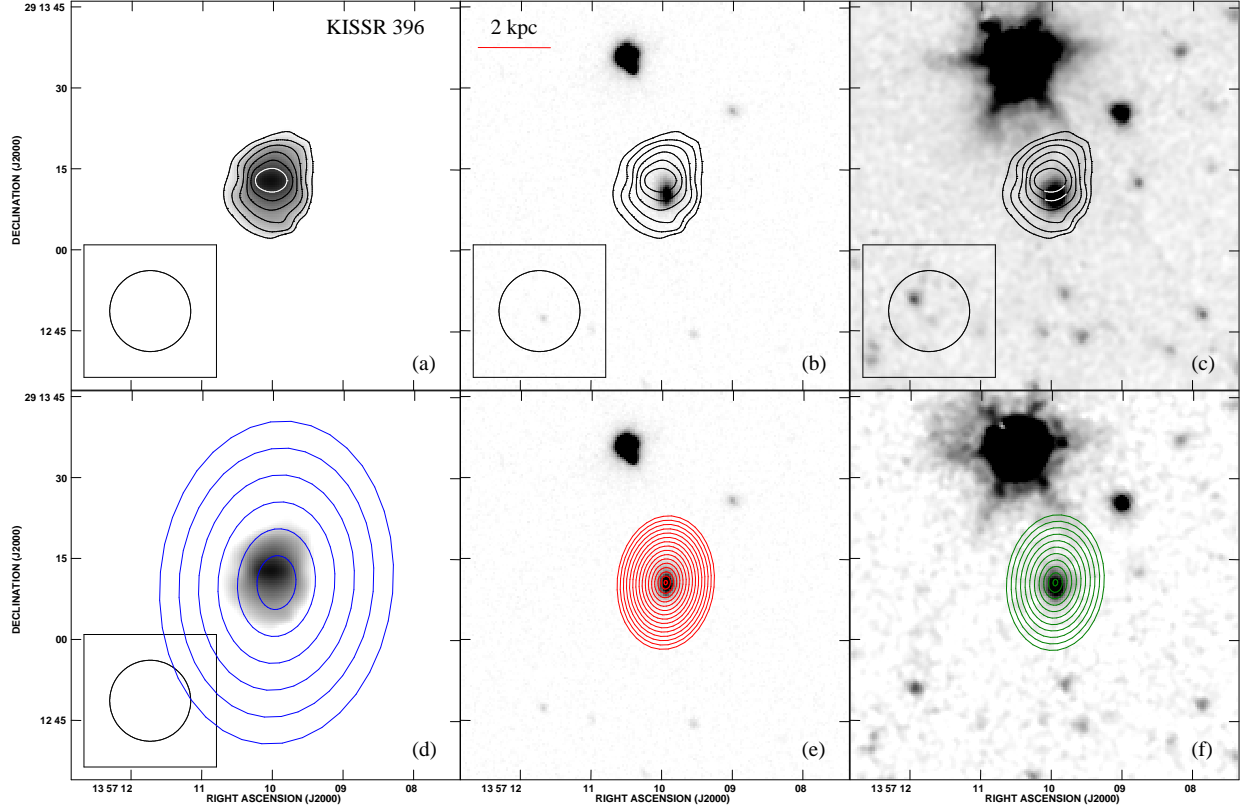 29 13 45
30
15
00
12 45
DECLINATION (J2000)
KISSR 396
(a)
2 kpc
(b)
(c)
29 13 45
30
15
00
12 45
DECLINATION (J2000)
(d)
(e)
(f)
13 57 12
11
10
09
08
RIGHT ASCENSION (J2000)
13 57 12
11
10
09
08
RIGHT ASCENSION (J2000)
13 57 12
11
10
09
08
RIGHT ASCENSION (J2000)